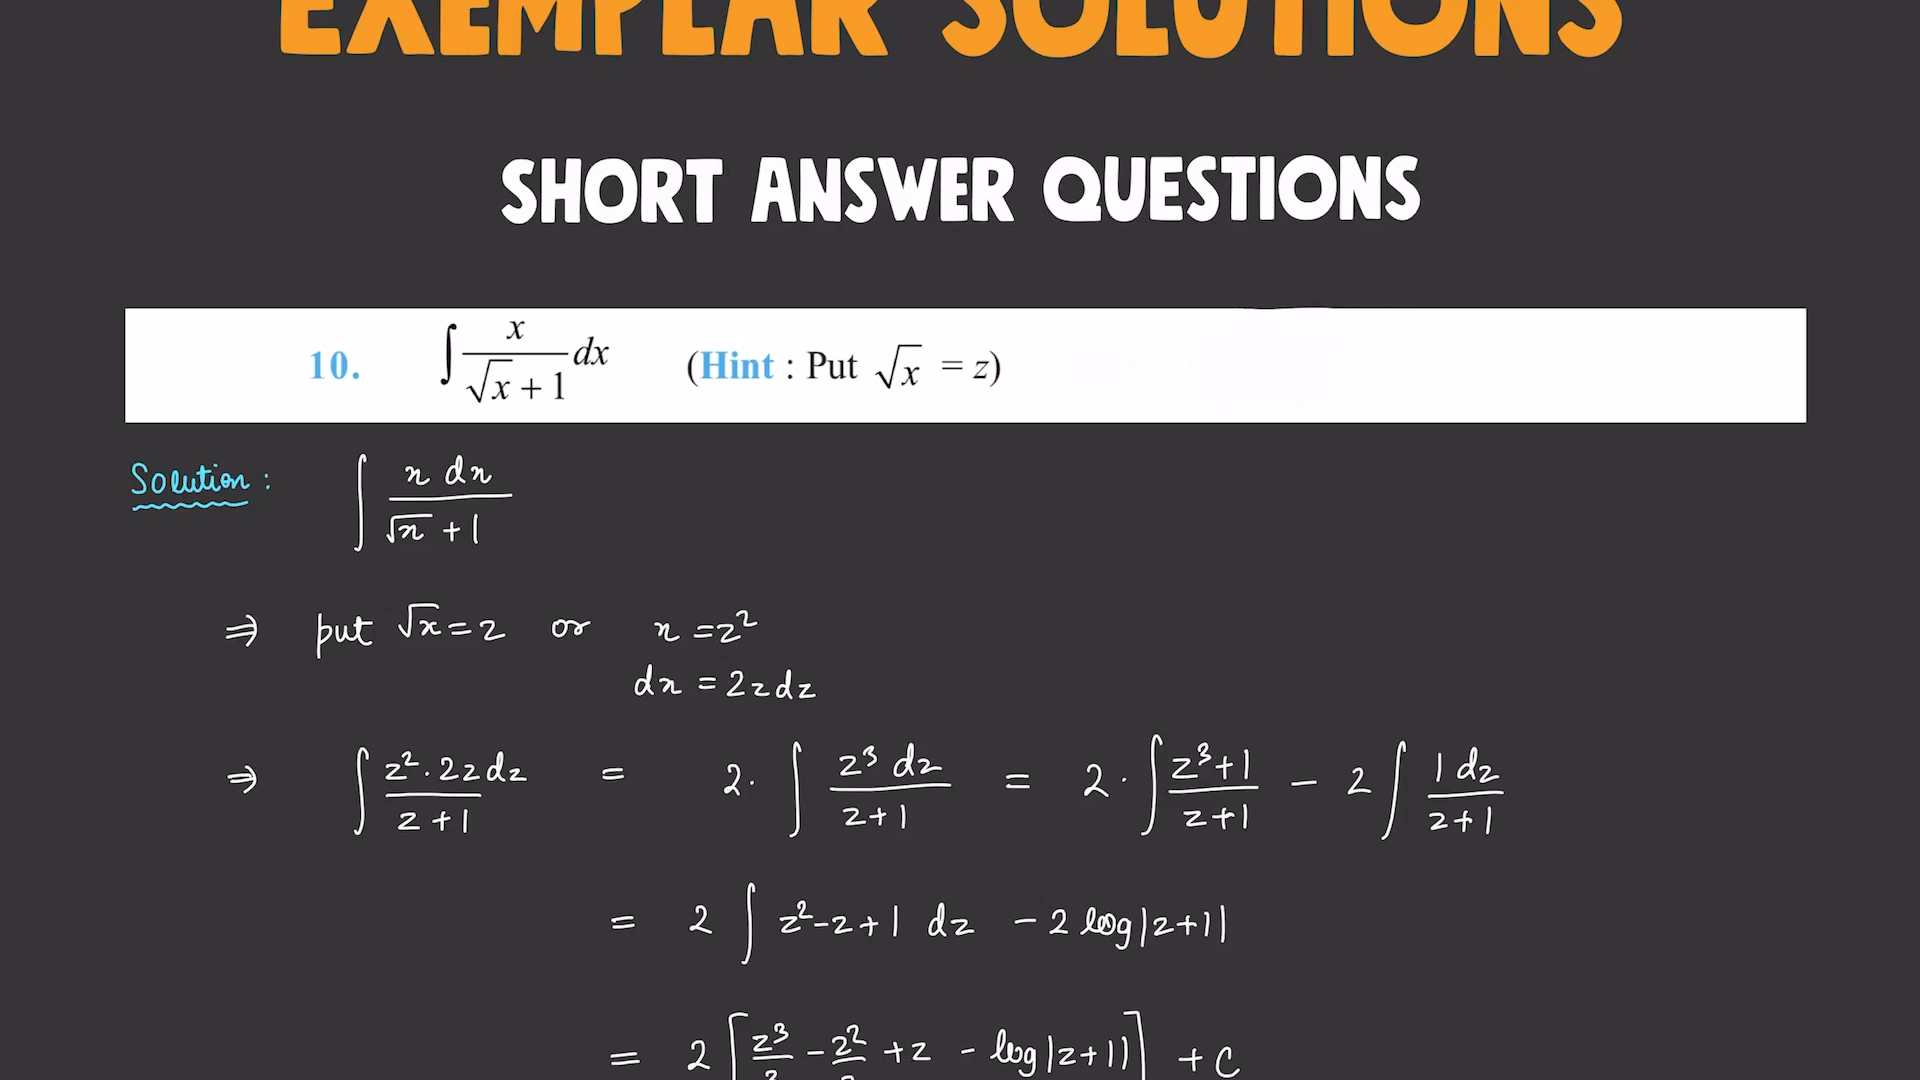 EXEMPLAR SOLUTIONS
SHORT ANSWER QUESTIONS
10. ∫ x/(√x + 1) dx (Hint : Put √x = z)
Solution : ∫ x dx/(√x + 1)
⇒ put √x = z or x = z²
dx = 2z dz
⇒ ∫ z² · 2z dz/(z + 1) = 2 · ∫ z³ dz/(z + 1) = 2 · ∫ (z³ + 1)/(z + 1) − 2 ∫ 1 dz/(z + 1)
= 2 ∫ z² − z + 1 dz − 2 log|z + 1|
= 2 [z³/3 − z²/2 + z − log|z + 1|] + C